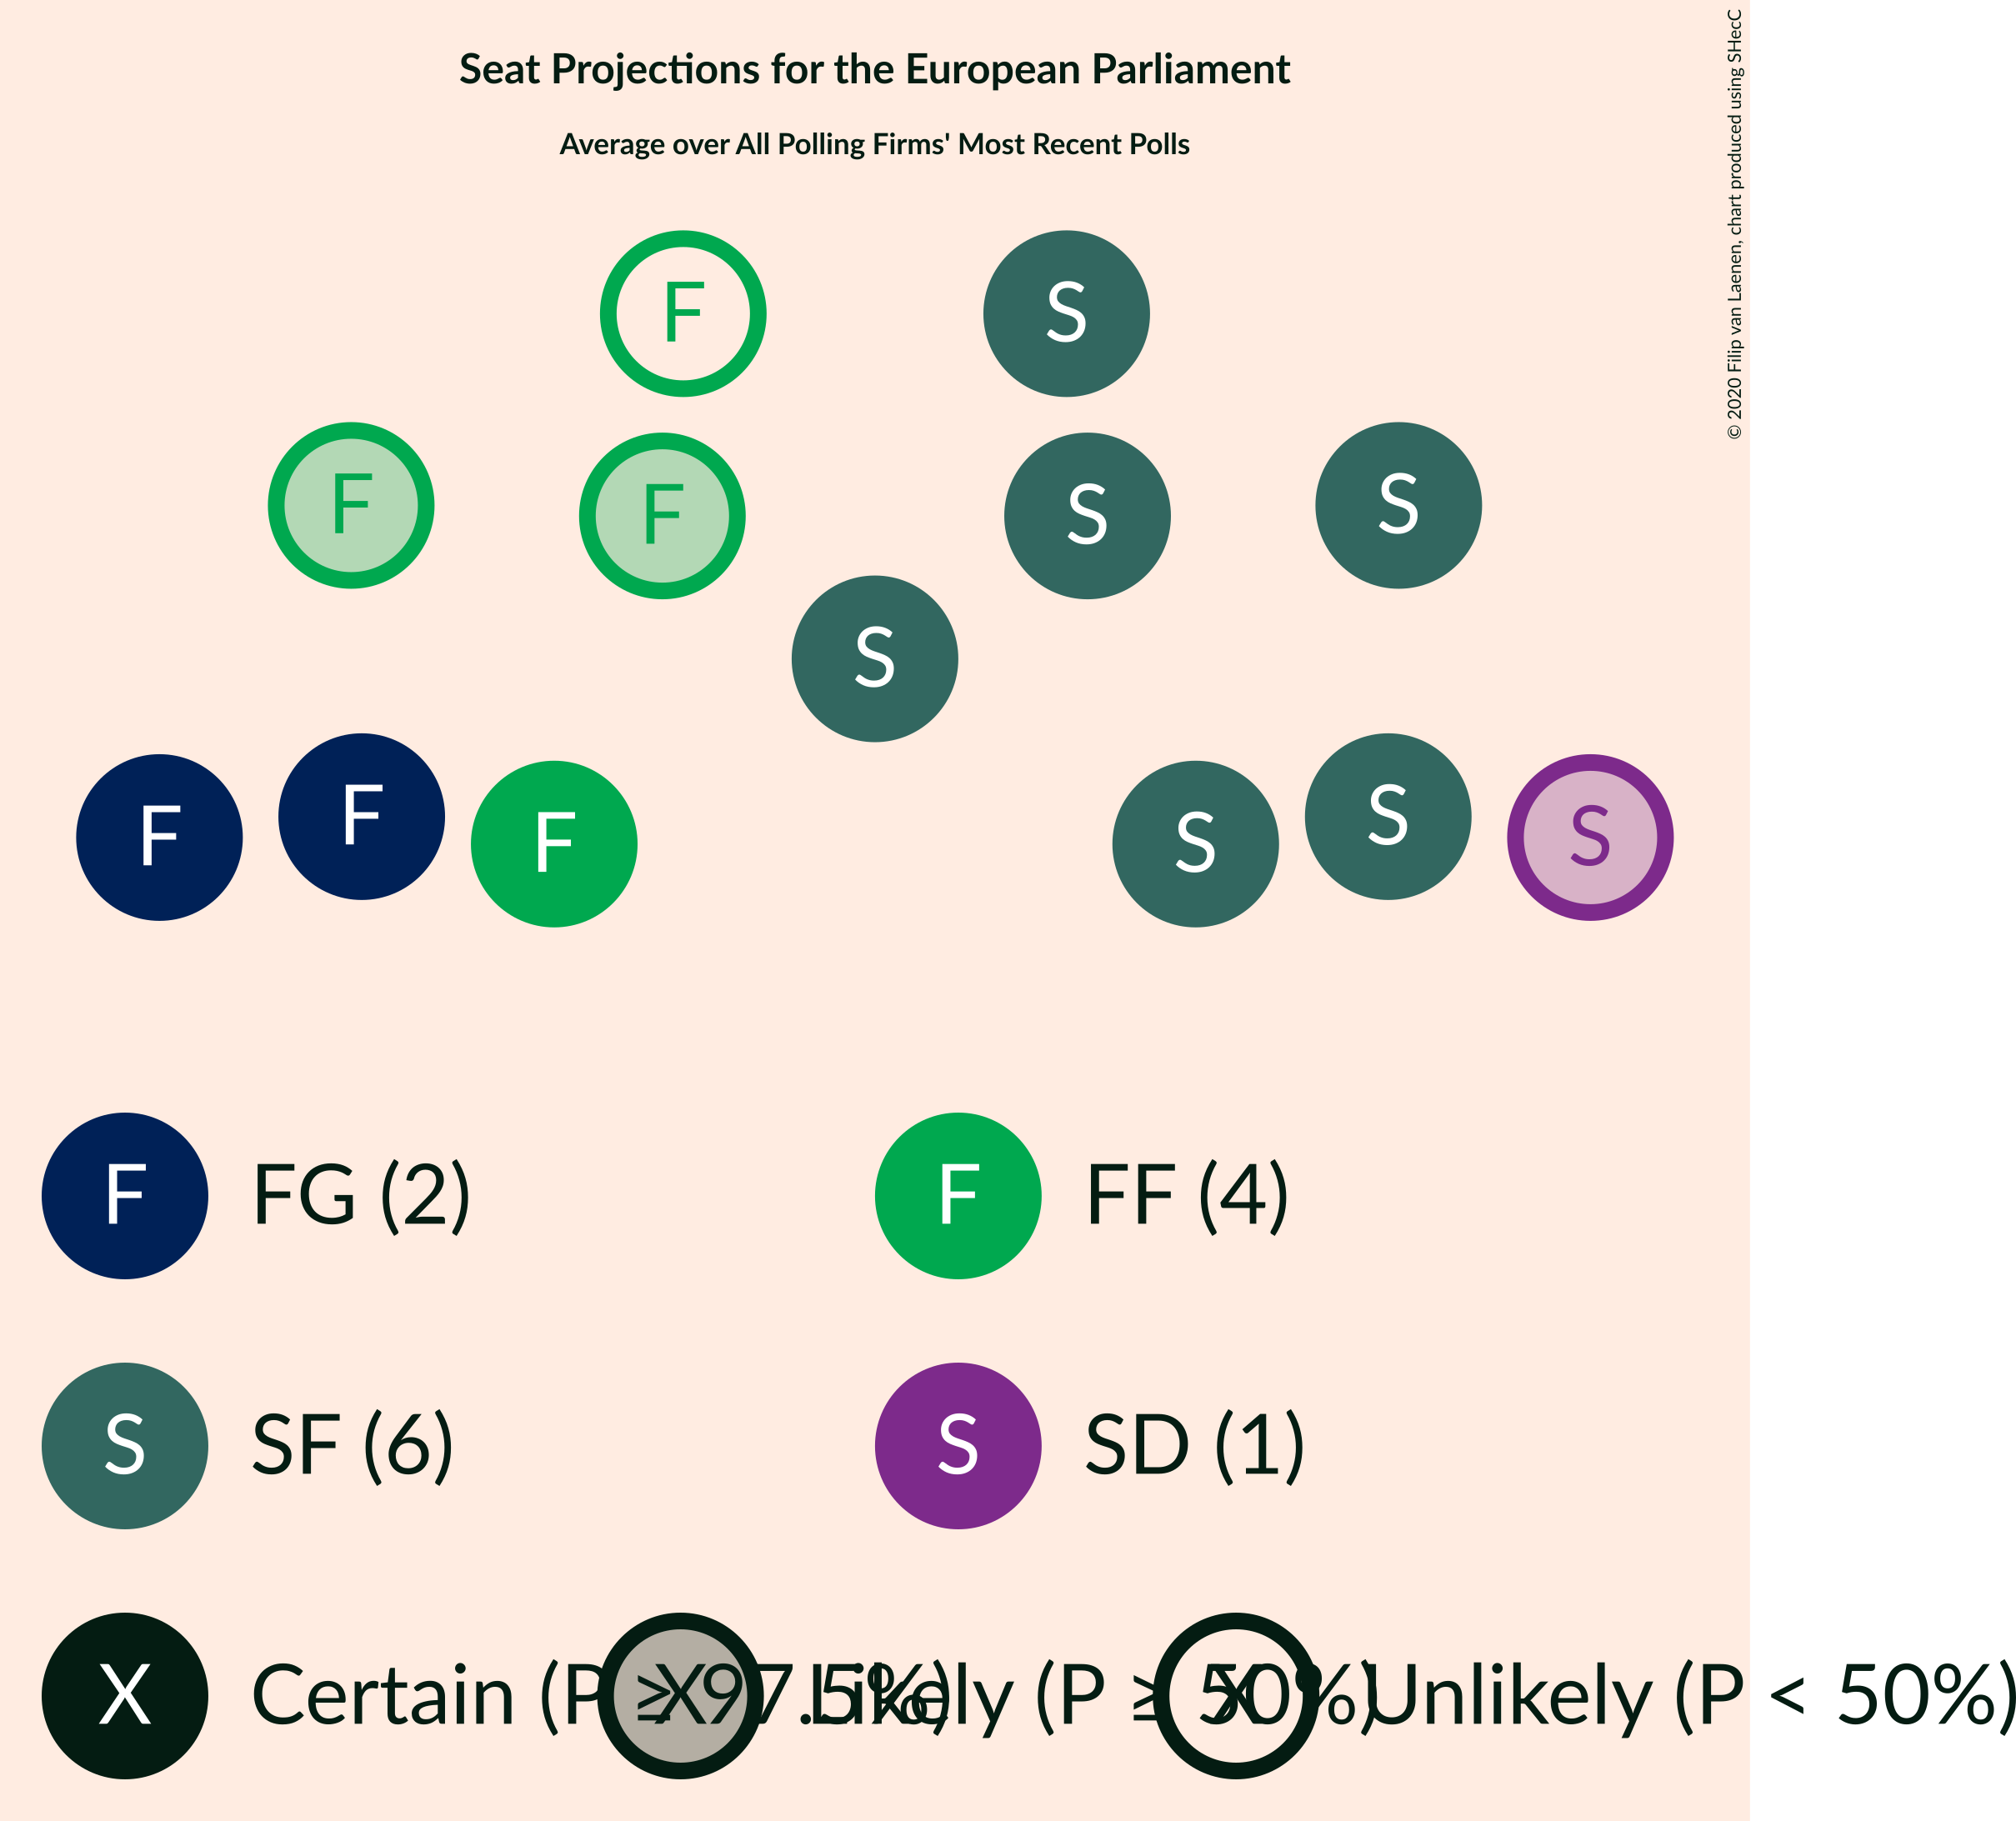 Seat Projections for the European Parliament
Average over All Polling Firms' Most Recent Polls
© 2020 Filip van Laenen, chart produced using SHecC
F S
F F S S
S
F F F S S S
F FG (2) F FF (4)
S SF (6) S SD (1)
X Certain (P ≥ 97.5%) X Likely (P ≥ 50%) X Unlikely (P < 50%)